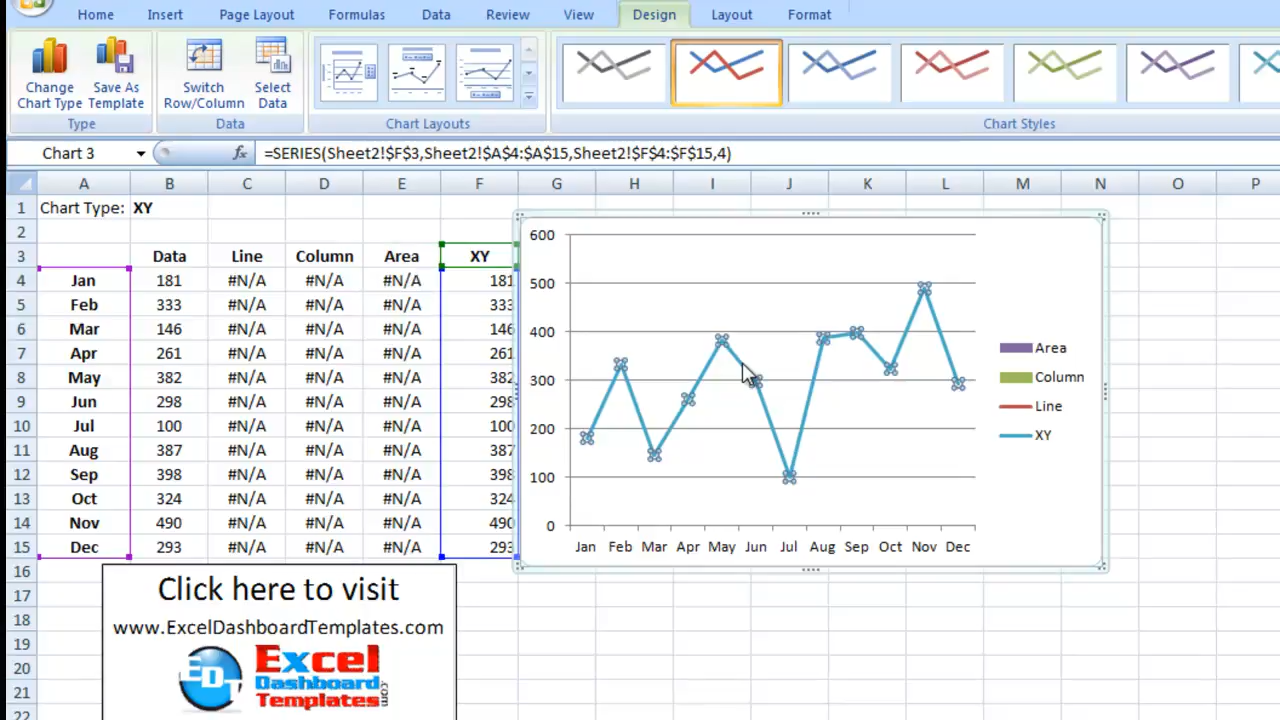 Home Insert Page Layout Formulas Data Review View Design Layout Format
Change Chart Type
Save As Template
Switch Row/Column
Select Data
Type Data Chart Layouts Chart Styles
Chart 3 fx =SERIES(Sheet2!$F$3,Sheet2!$A$4:$A$15,Sheet2!$F$4:$F$15,4)
A B C D E F G H I J K L M N O P
1 Chart Type: XY
2
3 Data Line Column Area XY
4 Jan 181 #N/A #N/A #N/A 181
5 Feb 333 #N/A #N/A #N/A 333
6 Mar 146 #N/A #N/A #N/A 146
7 Apr 261 #N/A #N/A #N/A 261
8 May 382 #N/A #N/A #N/A 382
9 Jun 298 #N/A #N/A #N/A 298
10 Jul 100 #N/A #N/A #N/A 100
11 Aug 387 #N/A #N/A #N/A 387
12 Sep 398 #N/A #N/A #N/A 398
13 Oct 324 #N/A #N/A #N/A 324
14 Nov 490 #N/A #N/A #N/A 490
15 Dec 293 #N/A #N/A #N/A 293
16
17
18
19
20
21
22
600
500
400
300
200
100
0
Jan Feb Mar Apr May Jun Jul Aug Sep Oct Nov Dec
Area
Column
Line
XY
Click here to visit
www.ExcelDashboardTemplates.com
EDT
Excel
Dashboard
Templates
.com